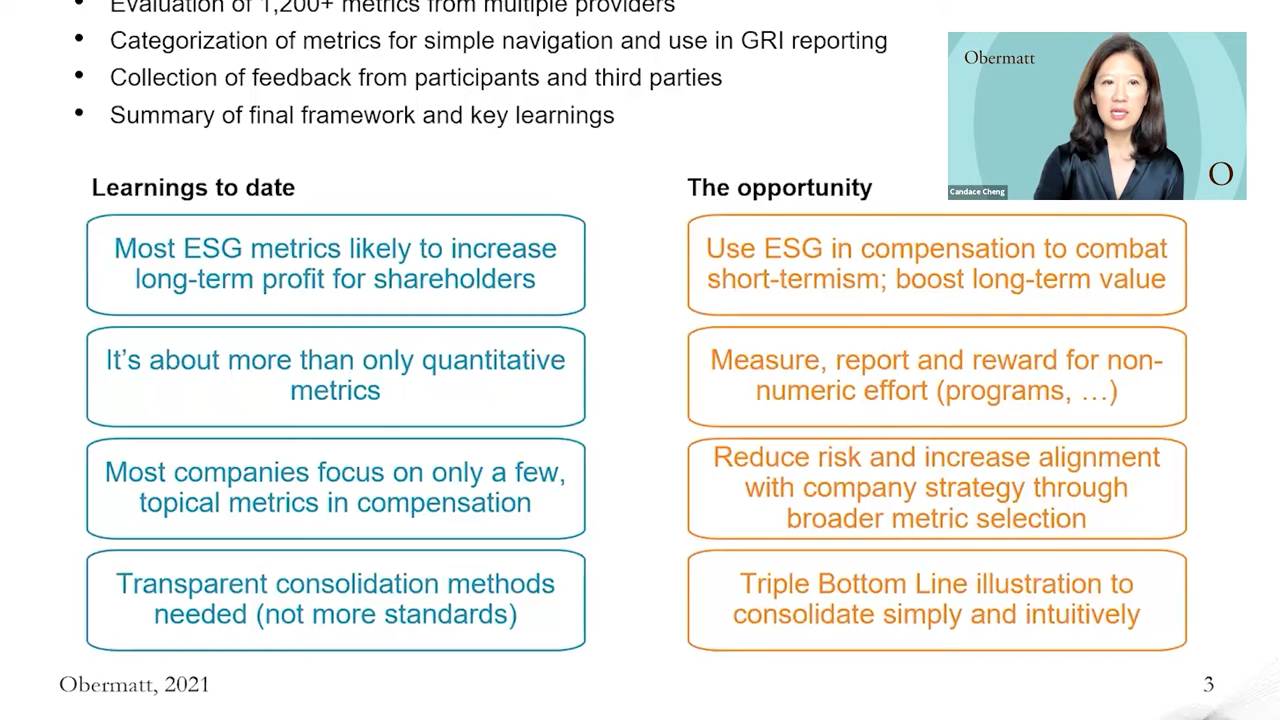 • Evaluation of 1,200+ metrics from multiple providers
• Categorization of metrics for simple navigation and use in GRI reporting
• Collection of feedback from participants and third parties
• Summary of final framework and key learnings
Obermatt
O
Candace Cheng
Learnings to date
Most ESG metrics likely to increase
long-term profit for shareholders
It’s about more than only quantitative
metrics
Most companies focus on only a few,
topical metrics in compensation
Transparent consolidation methods
needed (not more standards)
The opportunity
Use ESG in compensation to combat
short-termism; boost long-term value
Measure, report and reward for non-
numeric effort (programs, …)
Reduce risk and increase alignment
with company strategy through
broader metric selection
Triple Bottom Line illustration to
consolidate simply and intuitively
Obermatt, 2021
3